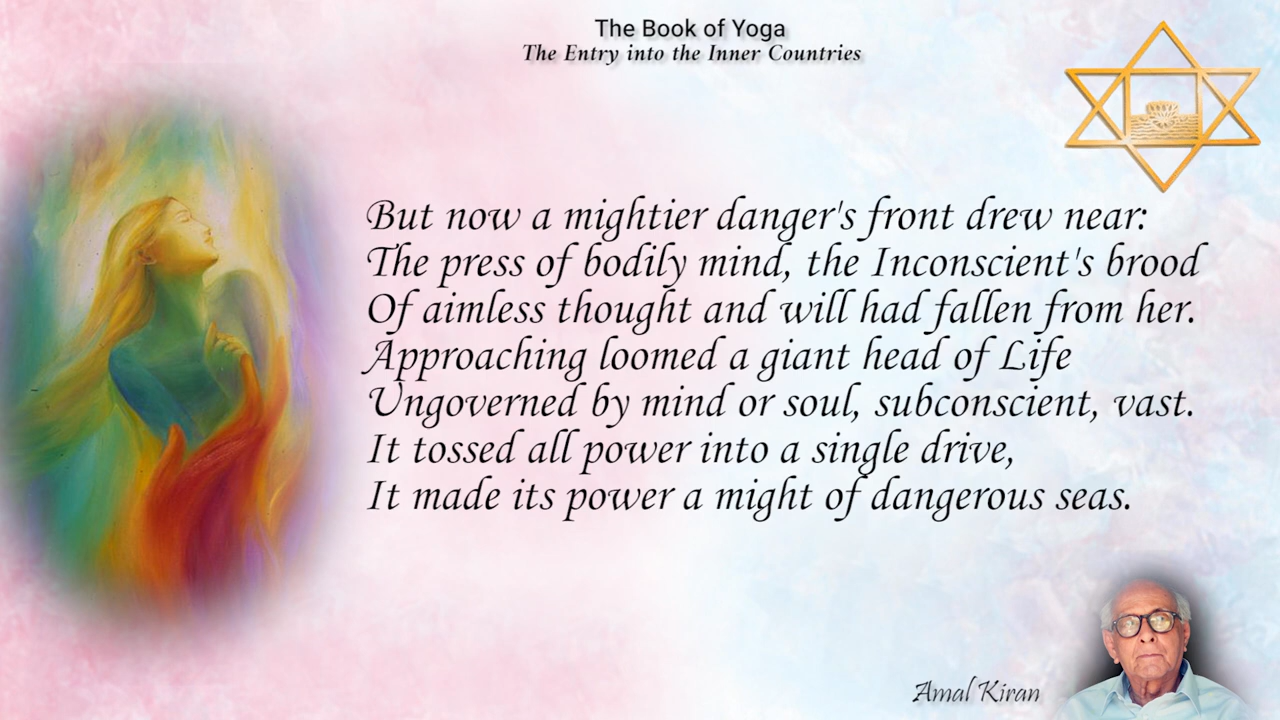 The Book of Yoga
The Entry into the Inner Countries
But now a mightier danger's front drew near:
The press of bodily mind, the Inconscient's brood
Of aimless thought and will had fallen from her.
Approaching loomed a giant head of Life
Ungoverned by mind or soul, subconscient, vast.
It tossed all power into a single drive,
It made its power a might of dangerous seas.
Amal Kiran